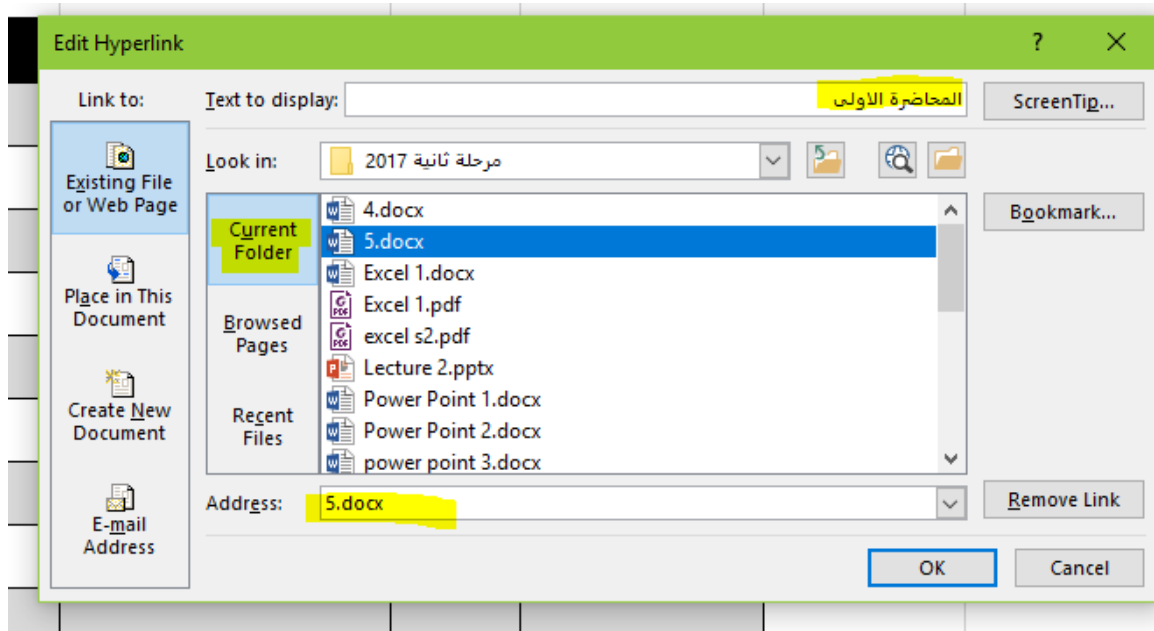 Edit Hyperlink ? ×
Link to:
Text to display: المحاضرة الاولى
ScreenTip...
Existing File
or Web Page
Place in This
Document
Create New
Document
E-mail
Address
Look in: مرحلة ثانية 2017
Current
Folder
Browsed
Pages
Recent
Files
4.docx
5.docx
Excel 1.docx
Excel 1.pdf
excel s2.pdf
Lecture 2.pptx
Power Point 1.docx
Power Point 2.docx
power point 3.docx
Bookmark...
Address: 5.docx
Remove Link
OK
Cancel